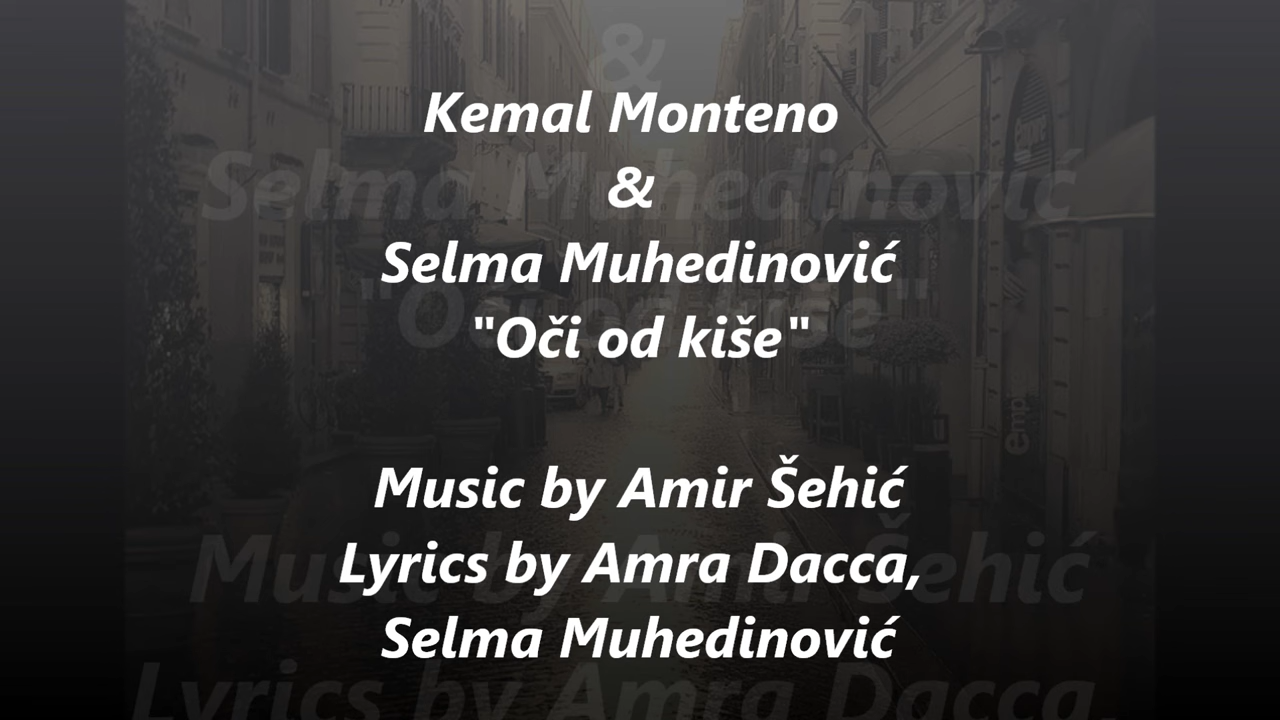 Kemal Monteno
&
Selma Muhedinović
"Oči od kiše"
Music by Amir Šehić
Lyrics by Amra Dacca,
Selma Muhedinović